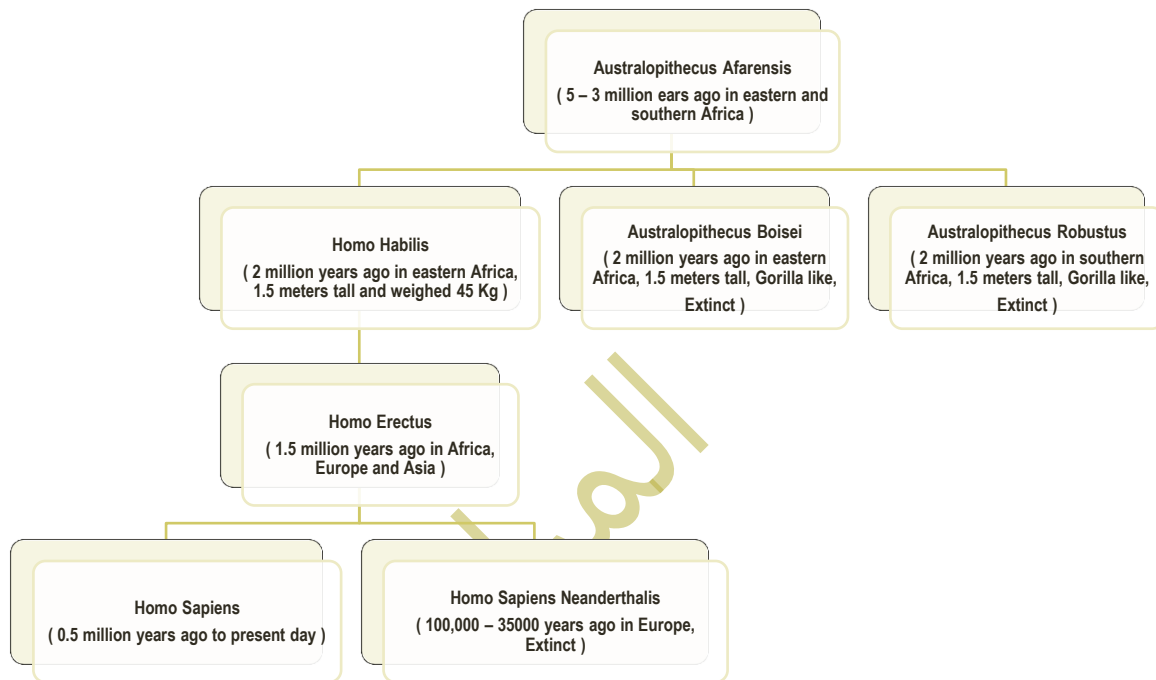 Australopithecus Afarensis
( 5 – 3 million ears ago in eastern and
southern Africa )
Homo Habilis
( 2 million years ago in eastern Africa,
1.5 meters tall and weighed 45 Kg )
Australopithecus Boisei
( 2 million years ago in eastern
Africa, 1.5 meters tall, Gorilla like,
Extinct )
Australopithecus Robustus
( 2 million years ago in southern
Africa, 1.5 meters tall, Gorilla like,
Extinct )
Homo Erectus
( 1.5 million years ago in Africa,
Europe and Asia )
Homo Sapiens
( 0.5 million years ago to present day )
Homo Sapiens Neanderthalis
( 100,000 – 35000 years ago in Europe,
Extinct )